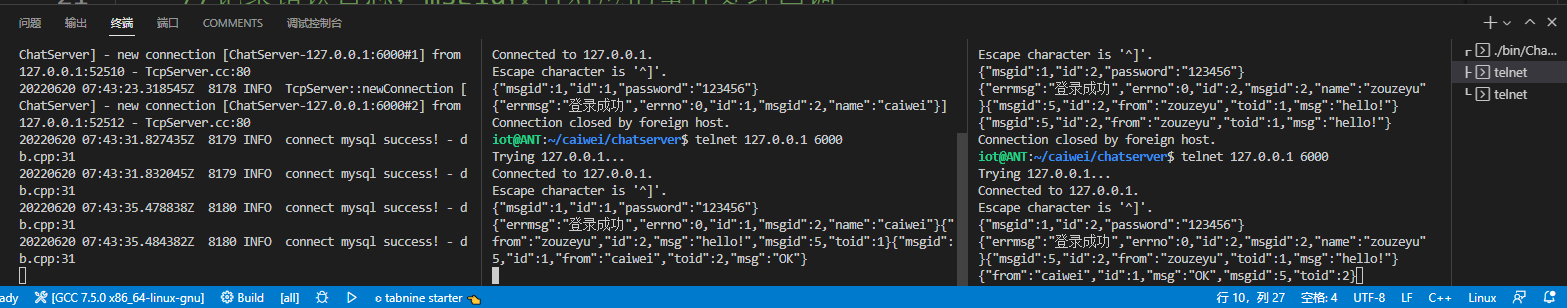 问题 输出 终端 端口 COMMENTS 调试控制台
ChatServer] - new connection [ChatServer-127.0.0.1:6000#1] from
127.0.0.1:52510 - TcpServer.cc:80
20220620 07:43:23.318545Z  8178 INFO  TcpServer::newConnection [
ChatServer] - new connection [ChatServer-127.0.0.1:6000#2] from
127.0.0.1:52512 - TcpServer.cc:80
20220620 07:43:31.827435Z  8179 INFO  connect mysql success! - d
b.cpp:31
20220620 07:43:31.832045Z  8179 INFO  connect mysql success! - d
b.cpp:31
20220620 07:43:35.478838Z  8180 INFO  connect mysql success! - d
b.cpp:31
20220620 07:43:35.484382Z  8180 INFO  connect mysql success! - d
b.cpp:31
Connected to 127.0.0.1.
Escape character is '^]'.
{"msgid":1,"id":1,"password":"123456"}
{"errmsg":"登录成功","errno":0,"id":1,"msgid":2,"name":"caiwei"}]
Connection closed by foreign host.
iot@ANT:~/caiwei/chatserver$ telnet 127.0.0.1 6000
Trying 127.0.0.1...
Connected to 127.0.0.1.
Escape character is '^]'.
{"msgid":1,"id":1,"password":"123456"}
{"errmsg":"登录成功","errno":0,"id":1,"msgid":2,"name":"caiwei"}{"
from":"zouzeyu","id":2,"msg":"hello!","msgid":5,"toid":1}{"msgid":
5,"id":1,"from":"caiwei","toid":2,"msg":"OK"}
Escape character is '^]'.
{"msgid":1,"id":2,"password":"123456"}
{"errmsg":"登录成功","errno":0,"id":2,"msgid":2,"name":"zouzeyu"
}{"msgid":5,"id":2,"from":"zouzeyu","toid":1,"msg":"hello!"}
{"msgid":5,"id":2,"from":"zouzeyu","toid":1,"msg":"hello!"}
Connection closed by foreign host.
iot@ANT:~/caiwei/chatserver$ telnet 127.0.0.1 6000
Trying 127.0.0.1...
Connected to 127.0.0.1.
Escape character is '^]'.
{"msgid":1,"id":2,"password":"123456"}
{"errmsg":"登录成功","errno":0,"id":2,"msgid":2,"name":"zouzeyu"
}{"msgid":5,"id":2,"from":"zouzeyu","toid":1,"msg":"hello!"}
{"from":"caiwei","id":1,"msg":"OK","msgid":5,"toid":2}
./bin/Cha...
telnet
telnet
ady [GCC 7.5.0 x86_64-linux-gnu] Build [all] tabnine starter 行 10，列 27 空格: 4 UTF-8 LF C++ Linux